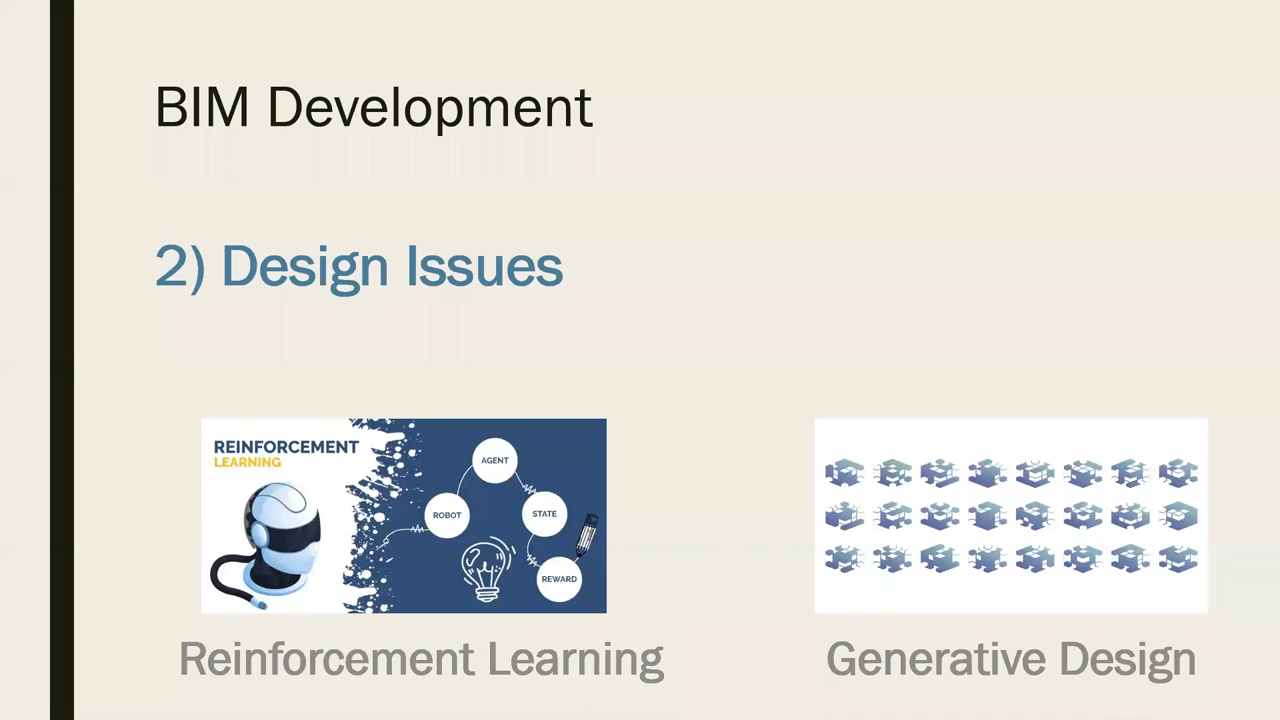 BIM Development
2) Design Issues
REINFORCEMENT
LEARNING
AGENT
ROBOT
STATE
REWARD
Reinforcement Learning
Generative Design